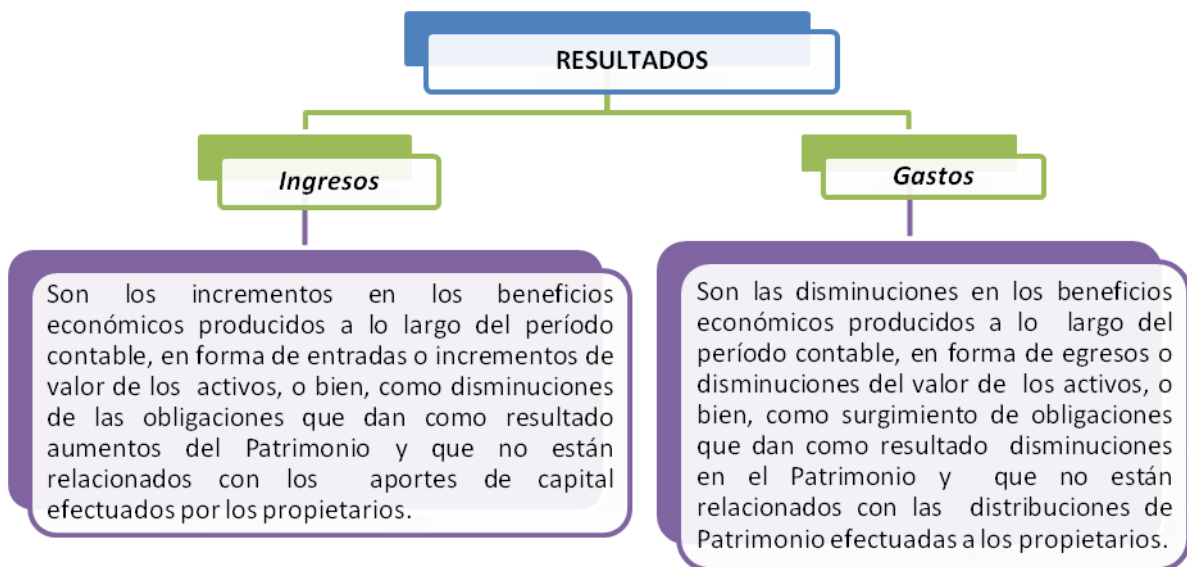 RESULTADOS
Ingresos
Gastos
Son los incrementos en los beneficios
económicos producidos a lo largo del período
contable, en forma de entradas o incrementos de
valor de los activos, o bien, como disminuciones
de las obligaciones que dan como resultado
aumentos del Patrimonio y que no están
relacionados con los aportes de capital
efectuados por los propietarios.
Son las disminuciones en los beneficios
económicos producidos a lo largo del
período contable, en forma de egresos o
disminuciones del valor de los activos, o
bien, como surgimiento de obligaciones
que dan como resultado disminuciones
en el Patrimonio y que no están
relacionados con las distribuciones de
Patrimonio efectuadas a los propietarios.